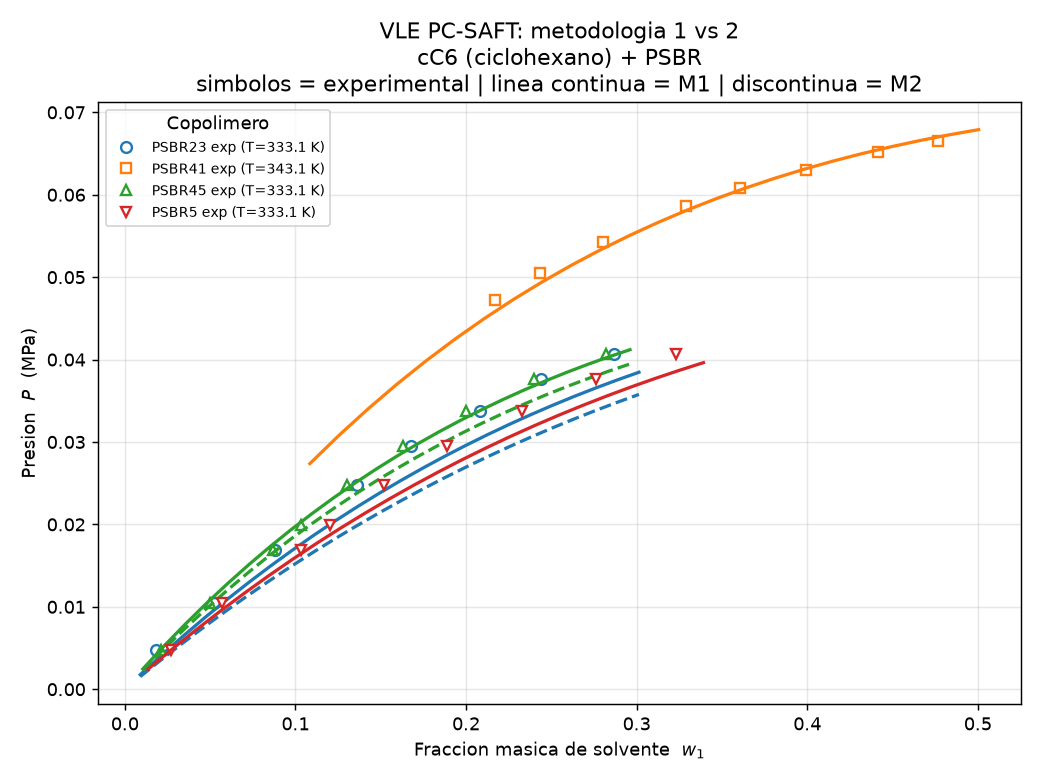 VLE PC-SAFT: metodologia 1 vs 2
cC6 (ciclohexano) + PSBR
simbolos = experimental | linea continua = M1 | discontinua = M2
Copolimero
PSBR23 exp (T=333.1 K)
PSBR41 exp (T=343.1 K)
PSBR45 exp (T=333.1 K)
PSBR5 exp (T=333.1 K)
Presion P (MPa)
0.07
0.06
0.05
0.04
0.03
0.02
0.01
0.00
0.0 0.1 0.2 0.3 0.4 0.5
Fraccion masica de solvente w₁